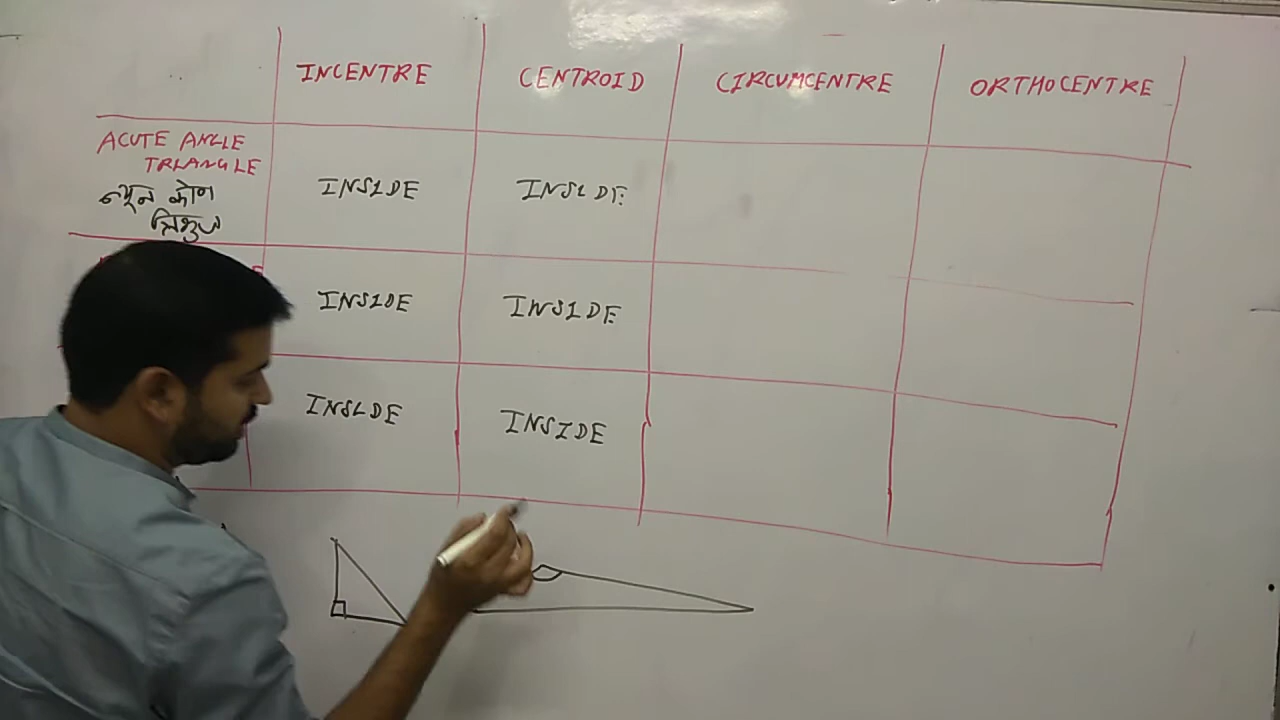 INCENTRE CENTROID CIRCUMCENTRE ORTHOCENTRE
ACUTE ANGLE
TRIANGLE
न्यून कोण
त्रिभुज
INSIDE INSIDE
INSIDE INSIDE
INSIDE INSIDE